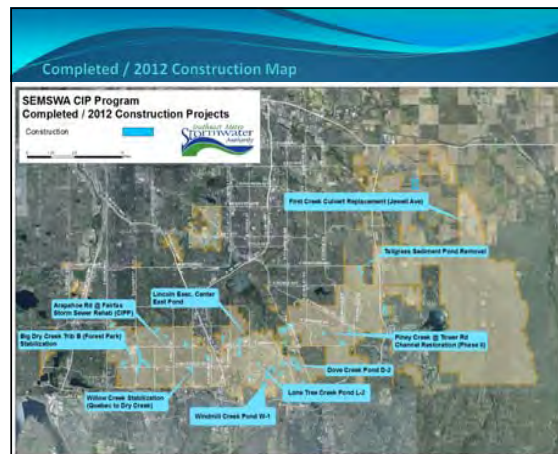 Completed / 2012 Construction Map
SEMSWA CIP Program
Completed / 2012 Construction Projects
Construction
Southeast Metro
Stormwater
Authority
First Creek Culvert Replacement (Jewell Ave)
Tallgrass Sediment Pond Removal
Lincoln Exec. Center
East Pond
Arapahoe Rd @ Fairfax
Storm Sewer Rehab (CIPP)
Big Dry Creek Trib B (Forest Park)
Stabilization
Piney Creek @ Tower Rd
Channel Restoration (Phase II)
Dove Creek Pond D-2
Willow Creek Stabilization
(Quebec to Dry Creek)
Lone Tree Creek Pond L-2
Windmill Creek Pond W-1